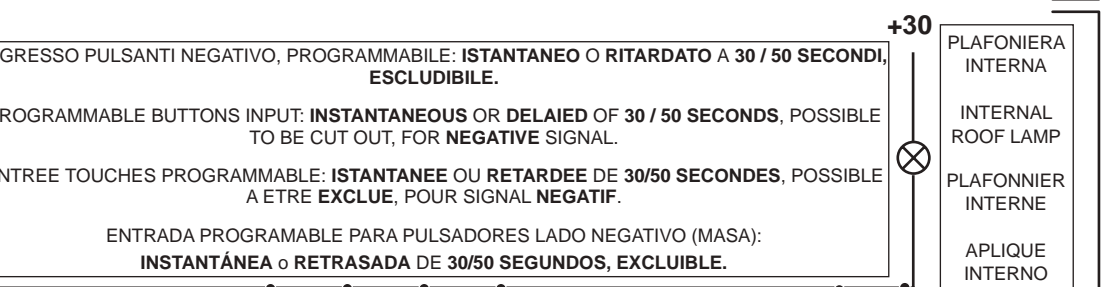 +30
GRESSO PULSANTI NEGATIVO, PROGRAMMABILE: ISTANTANEO O RITARDATO A 30 / 50 SECONDI,
ESCLUDIBILE.
ROGRAMMABLE BUTTONS INPUT: INSTANTANEOUS OR DELAIED OF 30 / 50 SECONDS, POSSIBLE
TO BE CUT OUT, FOR NEGATIVE SIGNAL.
NTREE TOUCHES PROGRAMMABLE: ISTANTANEE OU RETARDEE DE 30/50 SECONDES, POSSIBLE
A ETRE EXCLUE, POUR SIGNAL NEGATIF.
ENTRADA PROGRAMABLE PARA PULSADORES LADO NEGATIVO (MASA):
INSTANTÁNEA o RETRASADA DE 30/50 SEGUNDOS, EXCLUIBLE.
PLAFONIERA
INTERNA
INTERNAL
ROOF LAMP
PLAFONNIER
INTERNE
APLIQUE
INTERNO